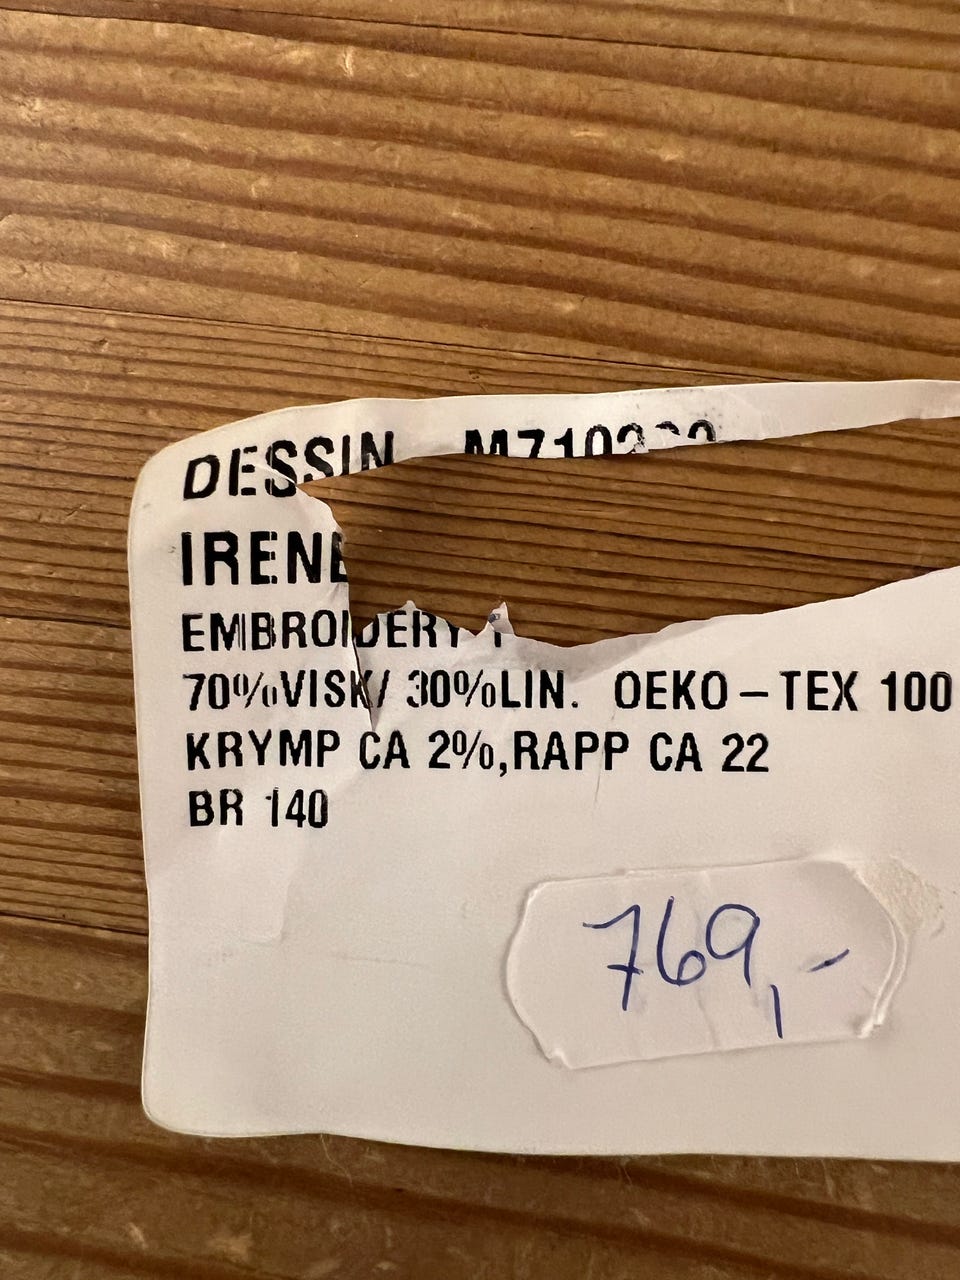 DESSIN
IRENE
EMBROIDERY
70%VISK/ 30%LIN. OEKO-TEX 100
KRYMP CA 2%,RAPP CA 22
BR 140
769,-